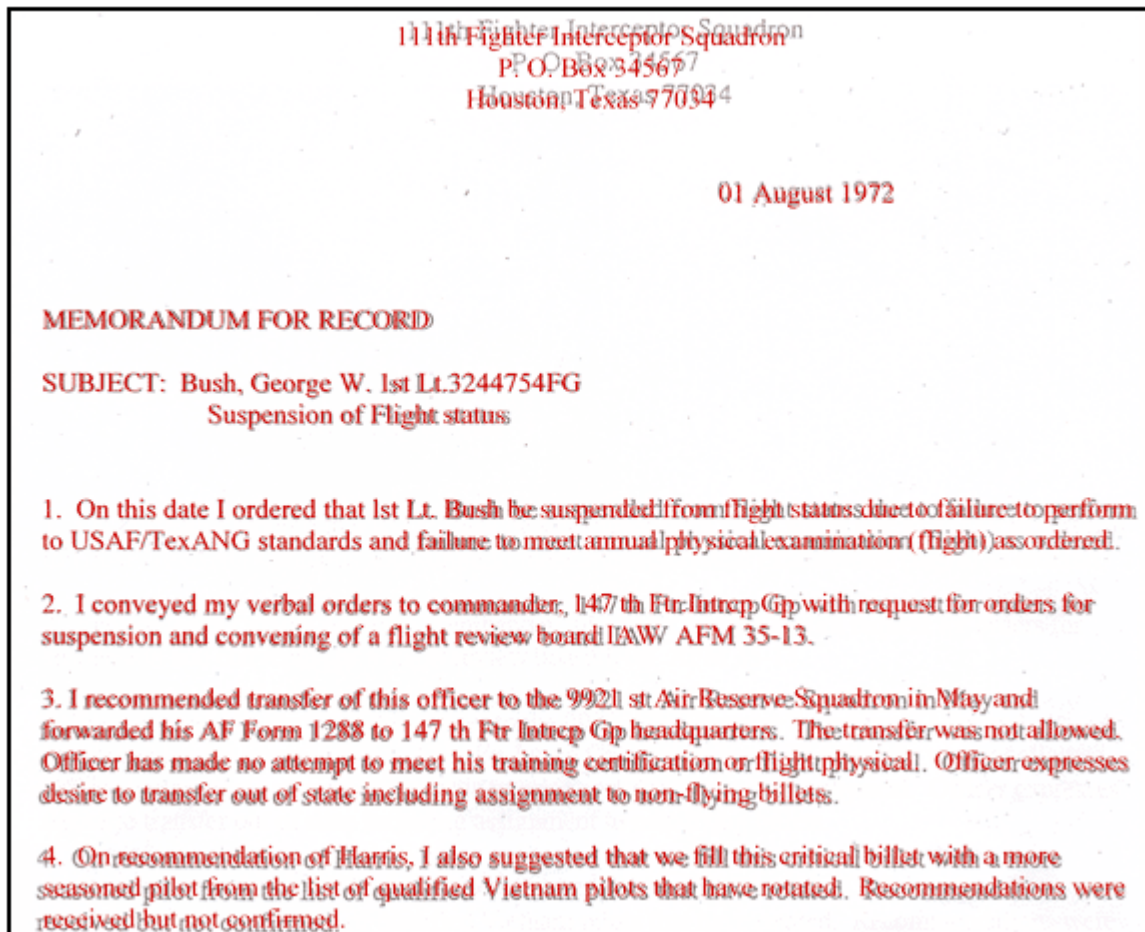 111th Fighter Interceptor Squadron
P. O. Box 34567
Houston, Texas 77034
01 August 1972
MEMORANDUM FOR RECORD
SUBJECT: Bush, George W. 1st Lt.3244754FG
Suspension of Flight status
1. On this date I ordered that 1st Lt. Bush be suspended from flight status due to failure to perform
to USAF/TexANG standards and failure to meet annual physical examination (flight) as ordered.
2. I conveyed my verbal orders to commander, 147 th Ftr Intrcp Gp with request for orders for
suspension and convening of a flight review board IAW AFM 35-13.
3. I recommended transfer of this officer to the 9921 st Air Reserve Squadron in May and
forwarded his AF Form 1288 to 147 th Ftr Intrcp Gp headquarters. The transfer was not allowed.
Officer has made no attempt to meet his training certification or flight physical. Officer expresses
desire to transfer out of state including assignment to non-flying billets.
4. On recommendation of Harris, I also suggested that we fill this critical billet with a more
seasoned pilot from the list of qualified Vietnam pilots that have rotated. Recommendations were
received but not confirmed.